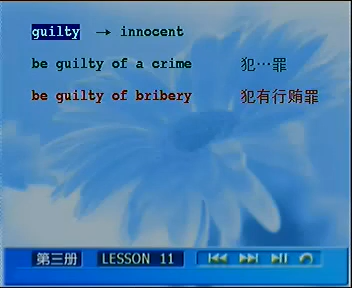 guilty → innocent
be guilty of a crime 犯…罪
be guilty of bribery 犯有行贿罪
第三册 LESSON 11